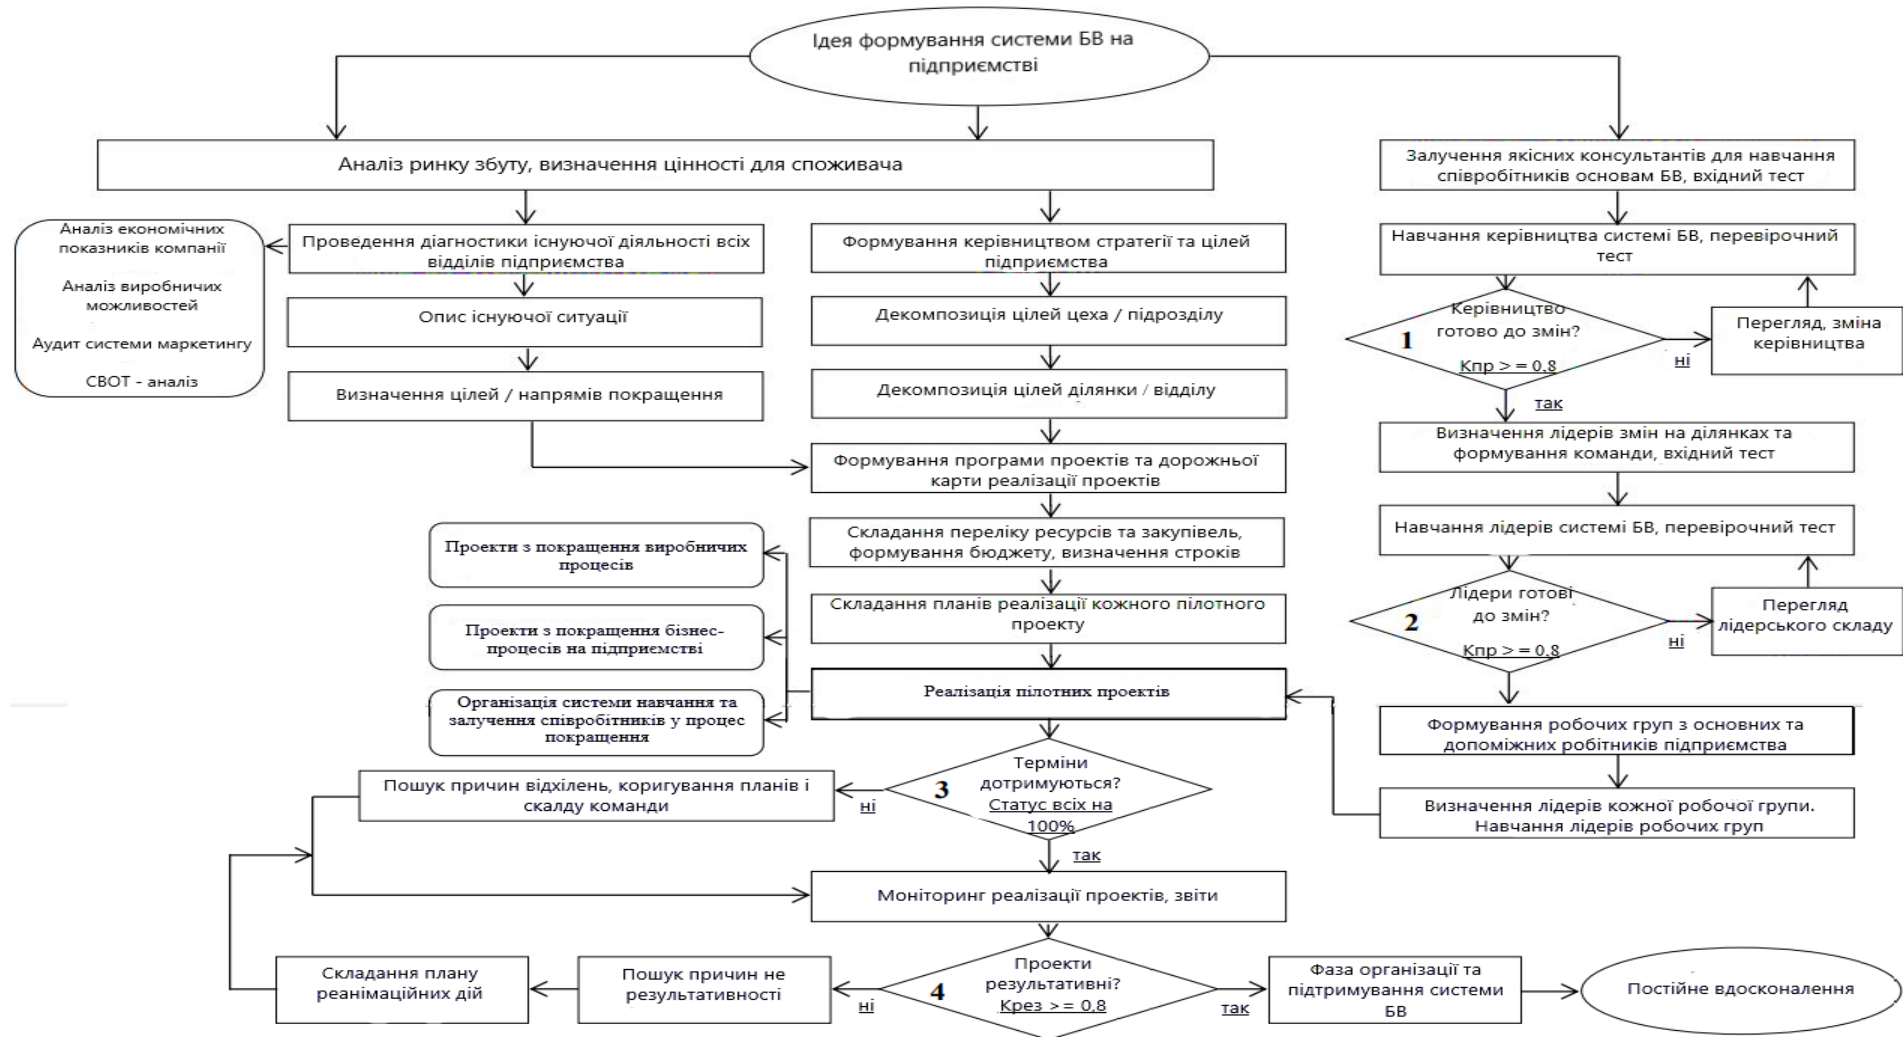 Ідея формування системи БВ на
підприємстві
Аналіз ринку збуту, визначення цінності для споживача
Залучення якісних консультантів для навчання
співробітників основам БВ, вхідний тест
Аналіз економічних
показників компанії
Аналіз виробничих
можливостей
Аудит системи маркетингу
СВОТ - аналіз
Проведення діагностики існуючої діяльності всіх
відділів підприємства
Формування керівництвом стратегії та цілей
підприємства
Навчання керівництва системі БВ, перевірочний
тест
Опис існуючої ситуації
Декомпозиція цілей цеха / підрозділу
1
Керівництво
готово до змін?
Кпр > = 0,8
ні
Перегляд, зміна
керівництва
так
Визначення цілей / напрямів покращення
Декомпозиція цілей ділянки / відділу
Визначення лідерів змін на ділянках та
формування команди, вхідний тест
Формування програми проектів та дорожньої
карти реалізації проектів
Навчання лідерів системі БВ, перевірочний тест
Проекти з покращення виробничих
процесів
Складання переліку ресурсів та закупівель,
формування бюджету, визначення строків
2
Лідери готові
до змін?
Кпр > = 0,8
ні
Перегляд
лідерського складу
Проекти з покращення бізнес-
процесів на підприємстві
Складання планів реалізації кожного пілотного
проекту
Реалізація пілотних проектів
Організація системи навчання та
залучення співробітників у процес
покращення
Формування робочих груп з основних та
допоміжних робітників підприємства
Пошук причин відхілень, коригування планів і
скалду команди
ні
3
Терміни
дотримуються?
Статус всіх на
100%
так
Визначення лідерів кожної робочої групи.
Навчання лідерів робочих груп
Моніторинг реалізації проектів, звіти
Складання плану
реанімаційних дій
Пошук причин не
результативності
ні
4
Проекти
результативні?
Крез >= 0,8
так
Фаза організації та
підтримування системи
БВ
Постійне вдосконалення